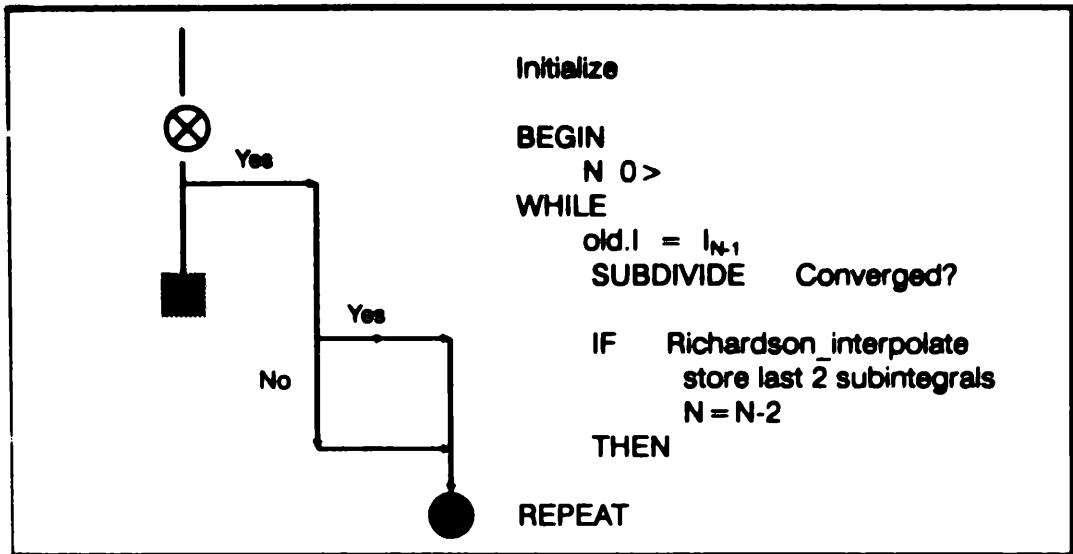 Initialize
BEGIN
Yes
N 0>
WHILE
old.I = I_{N-1}
SUBDIVIDE Converged?
Yes
IF Richardson_interpolate
No
store last 2 subintegrals
N = N-2
THEN
REPEAT